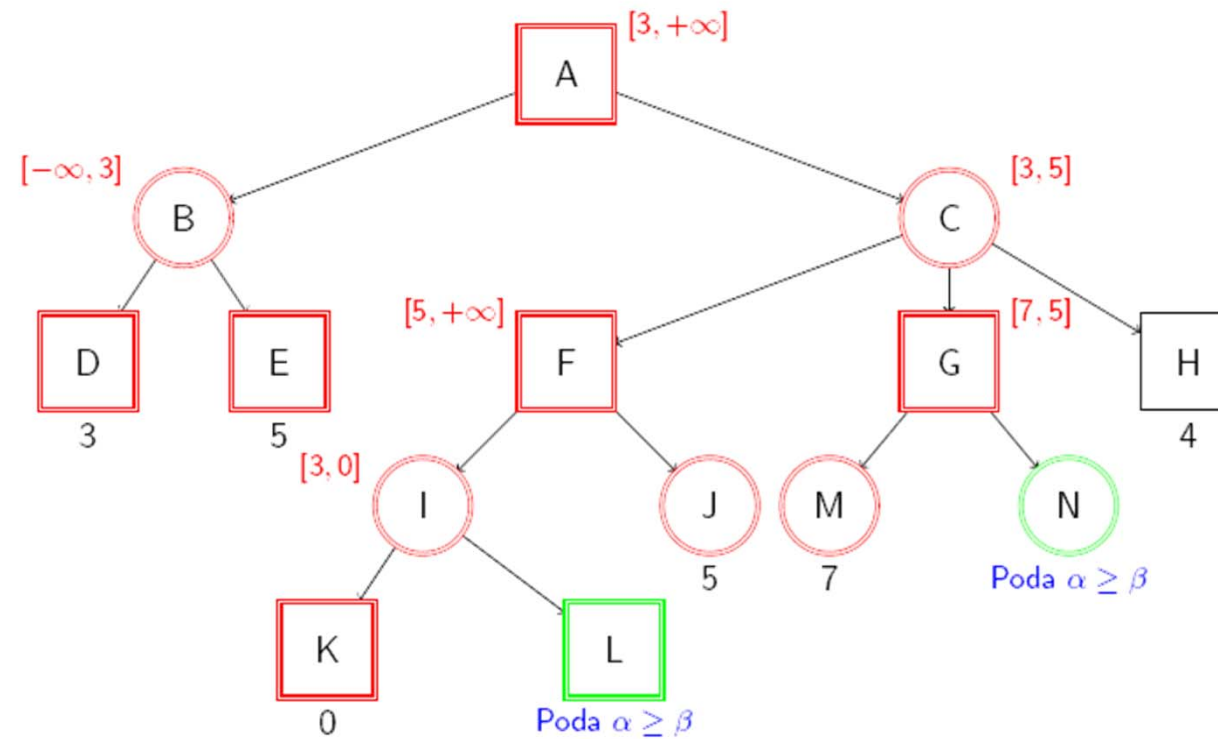 [3, +∞]
A
[−∞, 3]
B
[3, 5]
C
[5, +∞]
[7, 5]
D
E
F
G
H
3
5
4
[3, 0]
I
J
M
N
5
7
Poda α ≥ β
K
L
0
Poda α ≥ β